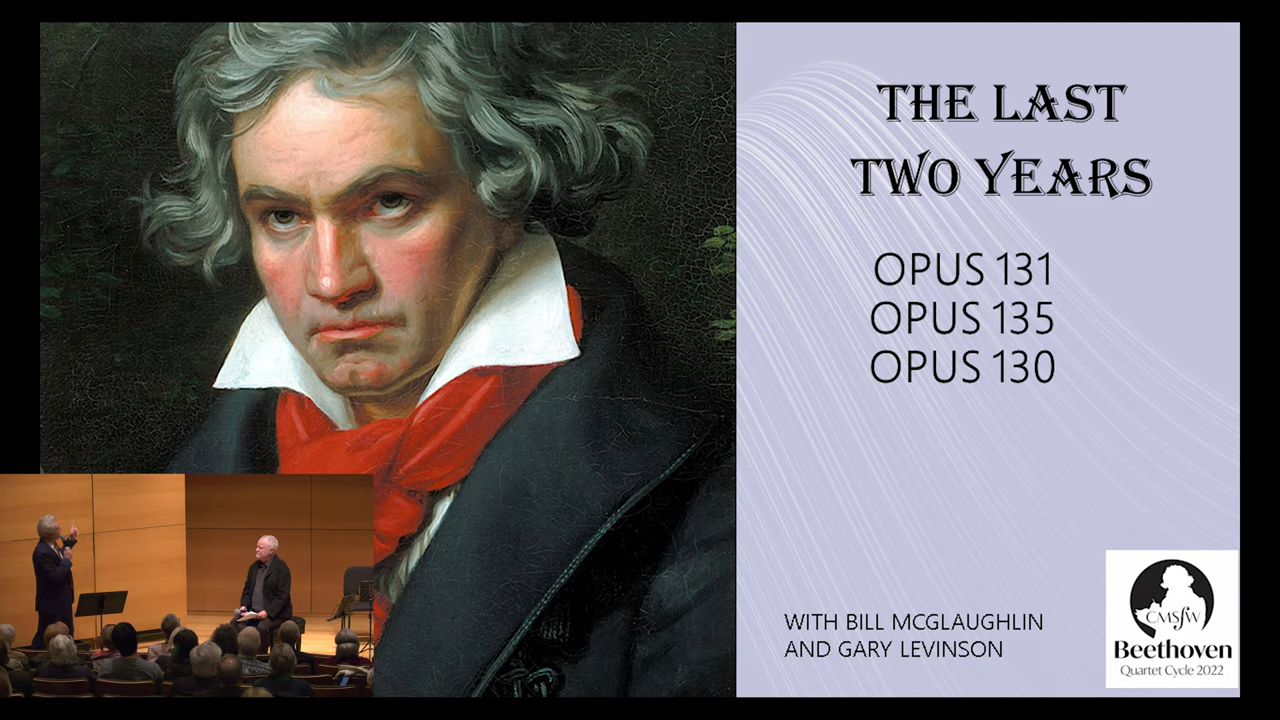 THE LAST
TWO YEARS
OPUS 131
OPUS 135
OPUS 130
WITH BILL MCGLAUGHLIN
AND GARY LEVINSON
CMSfW
Beethoven
Quartet Cycle 2022